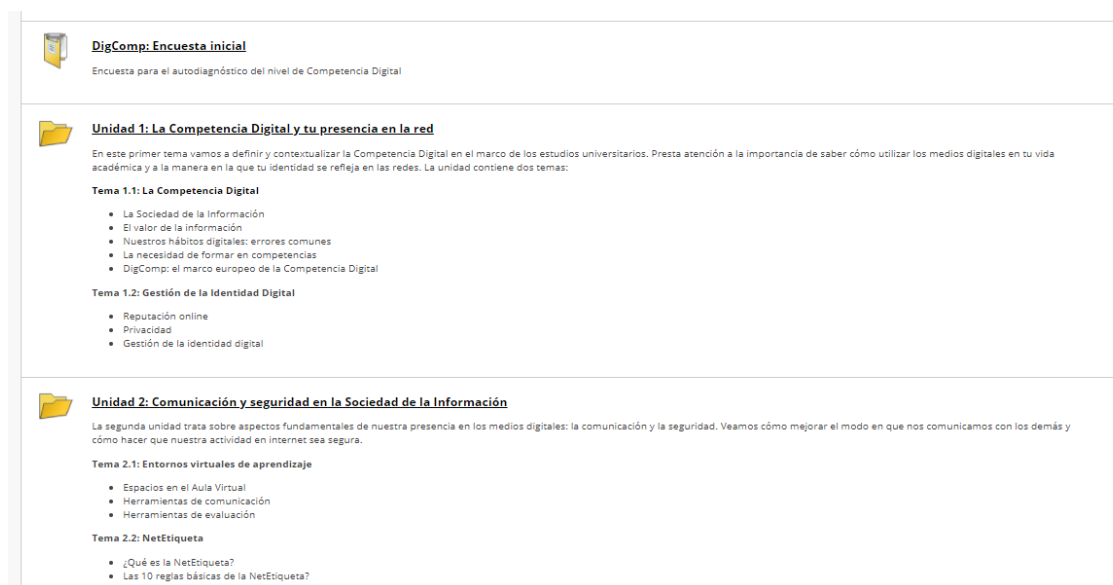 DigComp: Encuesta inicial
Encuesta para el autodiagnóstico del nivel de Competencia Digital
Unidad 1: La Competencia Digital y tu presencia en la red
En este primer tema vamos a definir y contextualizar la Competencia Digital en el marco de los estudios universitarios. Presta atención a la importancia de saber cómo utilizar los medios digitales en tu vida
académica y a la manera en la que tu identidad se refleja en las redes. La unidad contiene dos temas:
Tema 1.1: La Competencia Digital
• La Sociedad de la Información
• El valor de la información
• Nuestros hábitos digitales: errores comunes
• La necesidad de formar en competencias
• DigComp: el marco europeo de la Competencia Digital
Tema 1.2: Gestión de la Identidad Digital
• Reputación online
• Privacidad
• Gestión de la identidad digital
Unidad 2: Comunicación y seguridad en la Sociedad de la Información
La segunda unidad trata sobre aspectos fundamentales de nuestra presencia en los medios digitales: la comunicación y la seguridad. Veamos cómo mejorar el modo en que nos comunicamos con los demás y
cómo hacer que nuestra actividad en internet sea segura.
Tema 2.1: Entornos virtuales de aprendizaje
• Espacios en el Aula Virtual
• Herramientas de comunicación
• Herramientas de evaluación
Tema 2.2: NetEtiqueta
• ¿Qué es la NetEtiqueta?
• Las 10 reglas básicas de la NetEtiqueta?